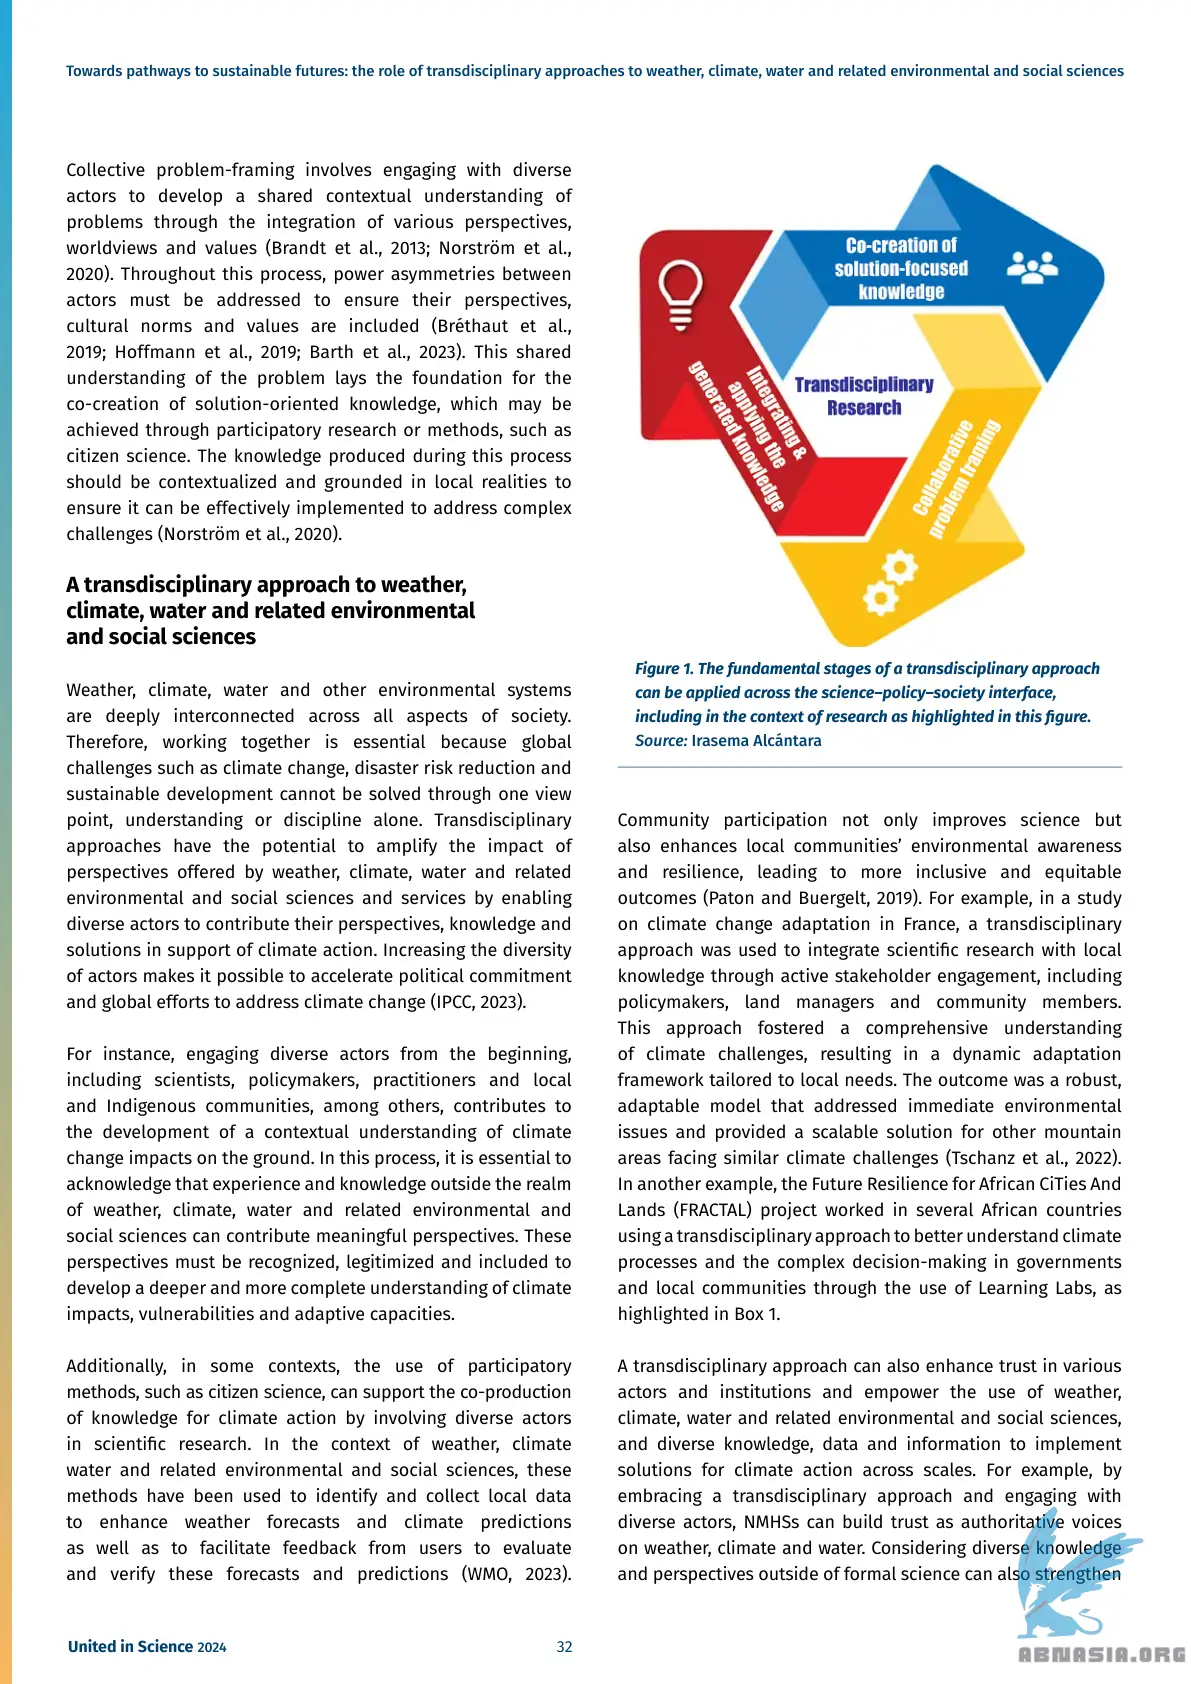 Towards pathways to sustainable futures: the role of transdisciplinary approaches to weather, climate, water and related environmental and social sciences
Collective problem-framing involves engaging with diverse
actors to develop a shared contextual understanding of
problems through the integration of various perspectives,
worldviews and values (Brandt et al., 2013; Norström et al.,
2020). Throughout this process, power asymmetries between
actors must be addressed to ensure their perspectives,
cultural norms and values are included (Bréthaut et al.,
2019; Hoffmann et al., 2019; Barth et al., 2023). This shared
understanding of the problem lays the foundation for the
co-creation of solution-oriented knowledge, which may be
achieved through participatory research or methods, such as
citizen science. The knowledge produced during this process
should be contextualized and grounded in local realities to
ensure it can be effectively implemented to address complex
challenges (Norström et al., 2020).
A transdisciplinary approach to weather,
climate, water and related environmental
and social sciences
Weather, climate, water and other environmental systems
are deeply interconnected across all aspects of society.
Therefore, working together is essential because global
challenges such as climate change, disaster risk reduction and
sustainable development cannot be solved through one view
point, understanding or discipline alone. Transdisciplinary
approaches have the potential to amplify the impact of
perspectives offered by weather, climate, water and related
environmental and social sciences and services by enabling
diverse actors to contribute their perspectives, knowledge and
solutions in support of climate action. Increasing the diversity
of actors makes it possible to accelerate political commitment
and global efforts to address climate change (IPCC, 2023).
For instance, engaging diverse actors from the beginning,
including scientists, policymakers, practitioners and local
and Indigenous communities, among others, contributes to
the development of a contextual understanding of climate
change impacts on the ground. In this process, it is essential to
acknowledge that experience and knowledge outside the realm
of weather, climate, water and related environmental and
social sciences can contribute meaningful perspectives. These
perspectives must be recognized, legitimized and included to
develop a deeper and more complete understanding of climate
impacts, vulnerabilities and adaptive capacities.
Additionally, in some contexts, the use of participatory
methods, such as citizen science, can support the co-production
of knowledge for climate action by involving diverse actors
in scientific research. In the context of weather, climate
water and related environmental and social sciences, these
methods have been used to identify and collect local data
to enhance weather forecasts and climate predictions
as well as to facilitate feedback from users to evaluate
and verify these forecasts and predictions (WMO, 2023).
Co-creation of
solution-focused
knowledge
Integrating &
applying the
generated knowledge
Transdisciplinary
Research
Collaborative
problem framing
Figure 1. The fundamental stages of a transdisciplinary approach
can be applied across the science–policy–society interface,
including in the context of research as highlighted in this figure.
Source: Irasema Alcántara
Community participation not only improves science but
also enhances local communities’ environmental awareness
and resilience, leading to more inclusive and equitable
outcomes (Paton and Buergelt, 2019). For example, in a study
on climate change adaptation in France, a transdisciplinary
approach was used to integrate scientific research with local
knowledge through active stakeholder engagement, including
policymakers, land managers and community members.
This approach fostered a comprehensive understanding
of climate challenges, resulting in a dynamic adaptation
framework tailored to local needs. The outcome was a robust,
adaptable model that addressed immediate environmental
issues and provided a scalable solution for other mountain
areas facing similar climate challenges (Tschanz et al., 2022).
In another example, the Future Resilience for African CiTies And
Lands (FRACTAL) project worked in several African countries
using a transdisciplinary approach to better understand climate
processes and the complex decision-making in governments
and local communities through the use of Learning Labs, as
highlighted in Box 1.
A transdisciplinary approach can also enhance trust in various
actors and institutions and empower the use of weather,
climate, water and related environmental and social sciences,
and diverse knowledge, data and information to implement
solutions for climate action across scales. For example, by
embracing a transdisciplinary approach and engaging with
diverse actors, NMHSs can build trust as authoritative voices
on weather, climate and water. Considering diverse knowledge
and perspectives outside of formal science can also strengthen
United in Science 2024
32
ABNASIA.ORG